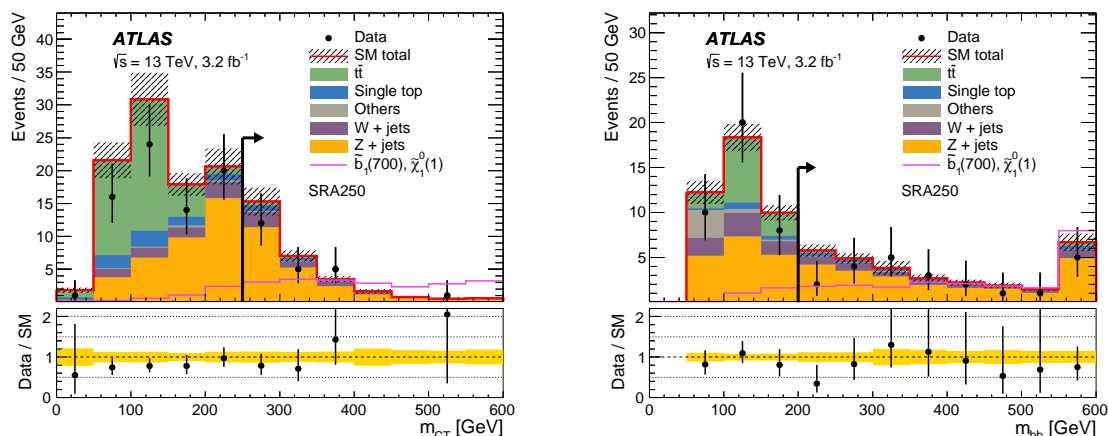 Events / 50 GeV
40
35
30
25
20
15
10
5
ATLAS
√s = 13 TeV, 3.2 fb⁻¹
Data
SM total
tt̄
Single top
Others
W + jets
Z + jets
b̃₁(700), χ̃₁⁰(1)
SRA250
Data / SM
2
1
0
0 100 200 300 400 500 600
m_CT [GeV]
Events / 50 GeV
30
25
20
15
10
5
ATLAS
√s = 13 TeV, 3.2 fb⁻¹
Data
SM total
tt̄
Single top
Others
W + jets
Z + jets
b̃₁(700), χ̃₁⁰(1)
SRA250
Data / SM
2
1
0
0 100 200 300 400 500 600
m_bb [GeV]